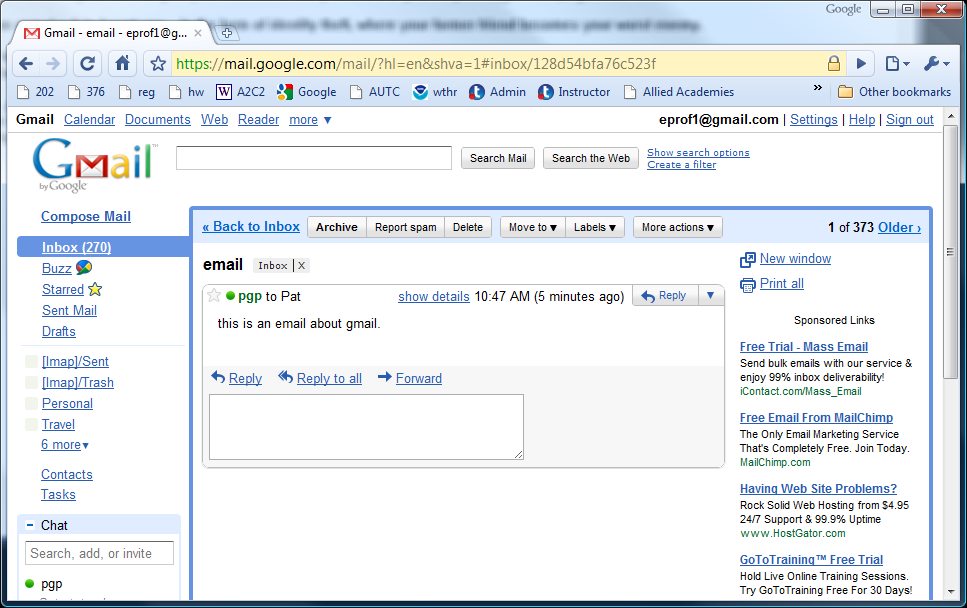 Google
Gmail - email - eprof1@g...
https://mail.google.com/mail/?hl=en&shva=1#inbox/128d54bfa76c523f
202 376 reg hw W A2C2 Google AUTC wthr Admin Instructor Allied Academies » Other bookmarks
Gmail Calendar Documents Web Reader more ▼ eprof1@gmail.com | Settings | Help | Sign out
Gmail™
by Google
Search Mail Search the Web
Show search options
Create a filter
Compose Mail
Inbox (270)
Buzz
Starred
Sent Mail
Drafts
[Imap]/Sent
[Imap]/Trash
Personal
Travel
6 more▼
Contacts
Tasks
− Chat
Search, add, or invite
pgp
« Back to Inbox Archive Report spam Delete Move to ▼ Labels ▼ More actions ▼ 1 of 373 Older ›
email Inbox | X
pgp to Pat show details 10:47 AM (5 minutes ago) Reply ▼
this is an email about gmail.
Reply Reply to all Forward
New window
Print all
Sponsored Links
Free Trial - Mass Email
Send bulk emails with our service &
enjoy 99% inbox deliverability!
iContact.com/Mass_Email
Free Email From MailChimp
The Only Email Marketing Service
That's Completely Free. Join Today.
MailChimp.com
Having Web Site Problems?
Rock Solid Web Hosting from $4.95
24/7 Support & 99.9% Uptime
www.HostGator.com
GoToTraining™ Free Trial
Hold Live Online Training Sessions.
Try GoToTraining Free For 30 Days!